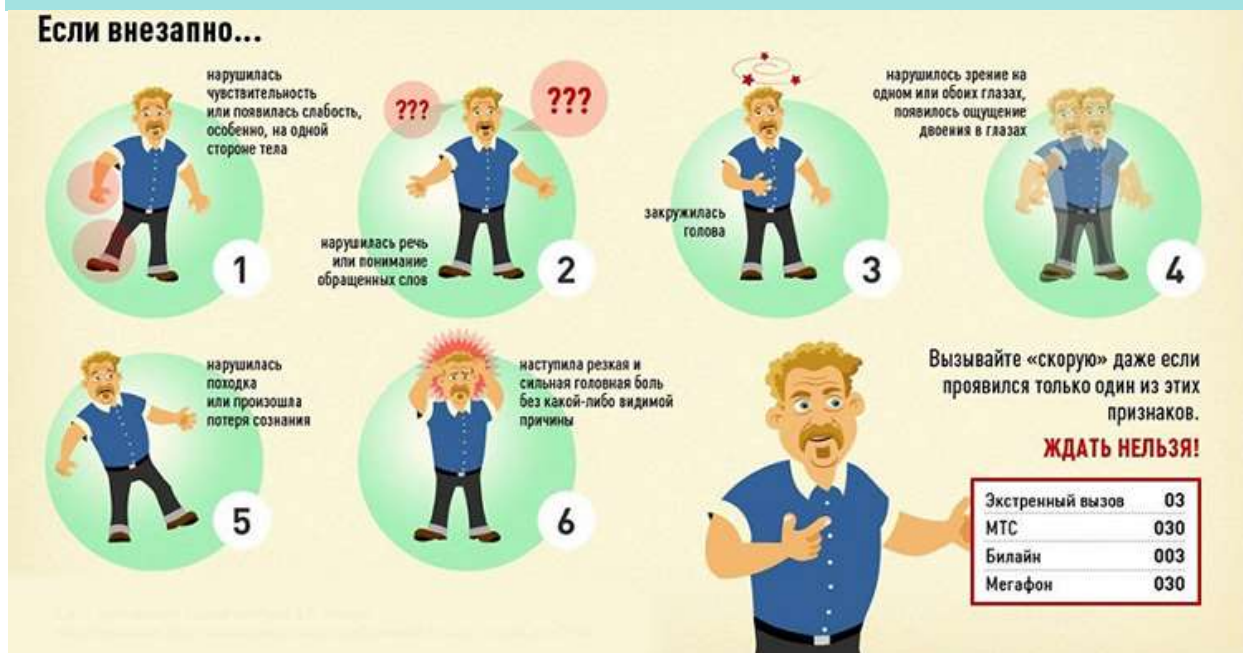 Если внезапно...
нарушилась
чувствительность
или появилась слабость,
особенно, на одной
стороне тела
1
???
???
нарушилась речь
или понимание
обращенных слов
2
закружилась
голова
3
нарушилось зрение на
одном или обоих глазах,
появилось ощущение
двоения в глазах
4
нарушилась
походка
или произошла
потеря сознания
5
наступила резкая и
сильная головная боль
без какой-либо видимой
причины
6
Вызывайте «скорую» даже если
проявился только один из этих
признаков.
ЖДАТЬ НЕЛЬЗЯ!
Экстренный вызов 03
МТС 030
Билайн 003
Мегафон 030